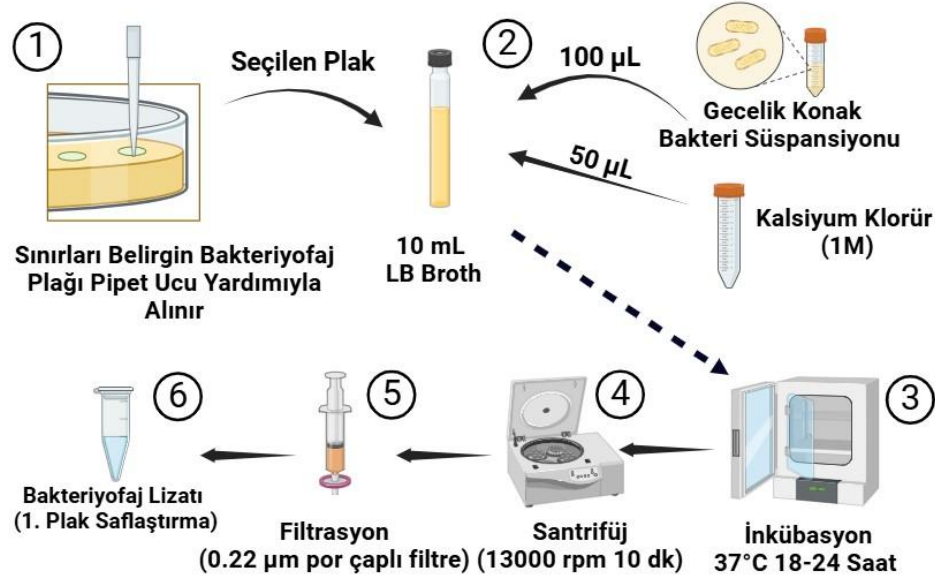 1
Seçilen Plak
Sınırları Belirgin Bakteriyofaj
Plağı Pipet Ucu Yardımıyla
Alınır
2
10 mL
LB Broth
100 µL
Gecelik Konak
Bakteri Süspansiyonu
50 µL
Kalsiyum Klorür
(1M)
3
İnkübasyon
37°C 18-24 Saat
4
Santrifüj
(13000 rpm 10 dk)
5
Filtrasyon
(0.22 µm por çaplı filtre)
6
Bakteriyofaj Lizatı
(1. Plak Saflaştırma)